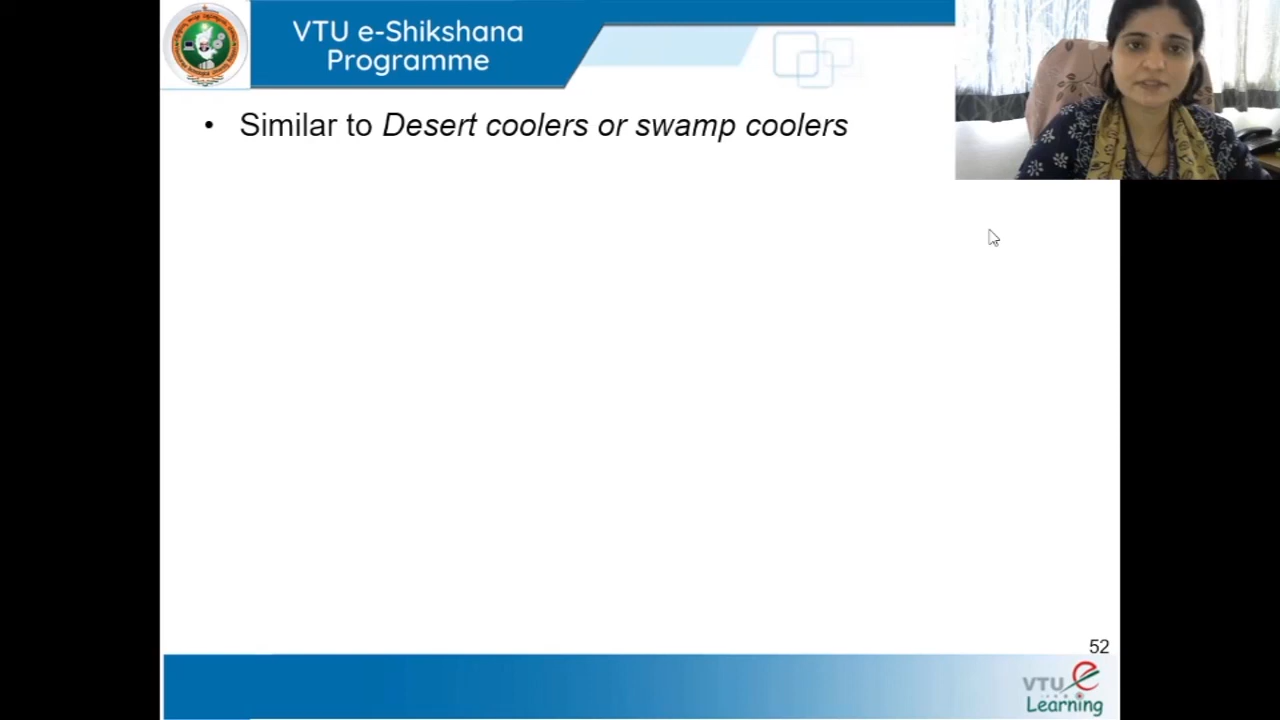 VTU e-Shikshana
Programme
• Similar to Desert coolers or swamp coolers
52
VTU e
Learning